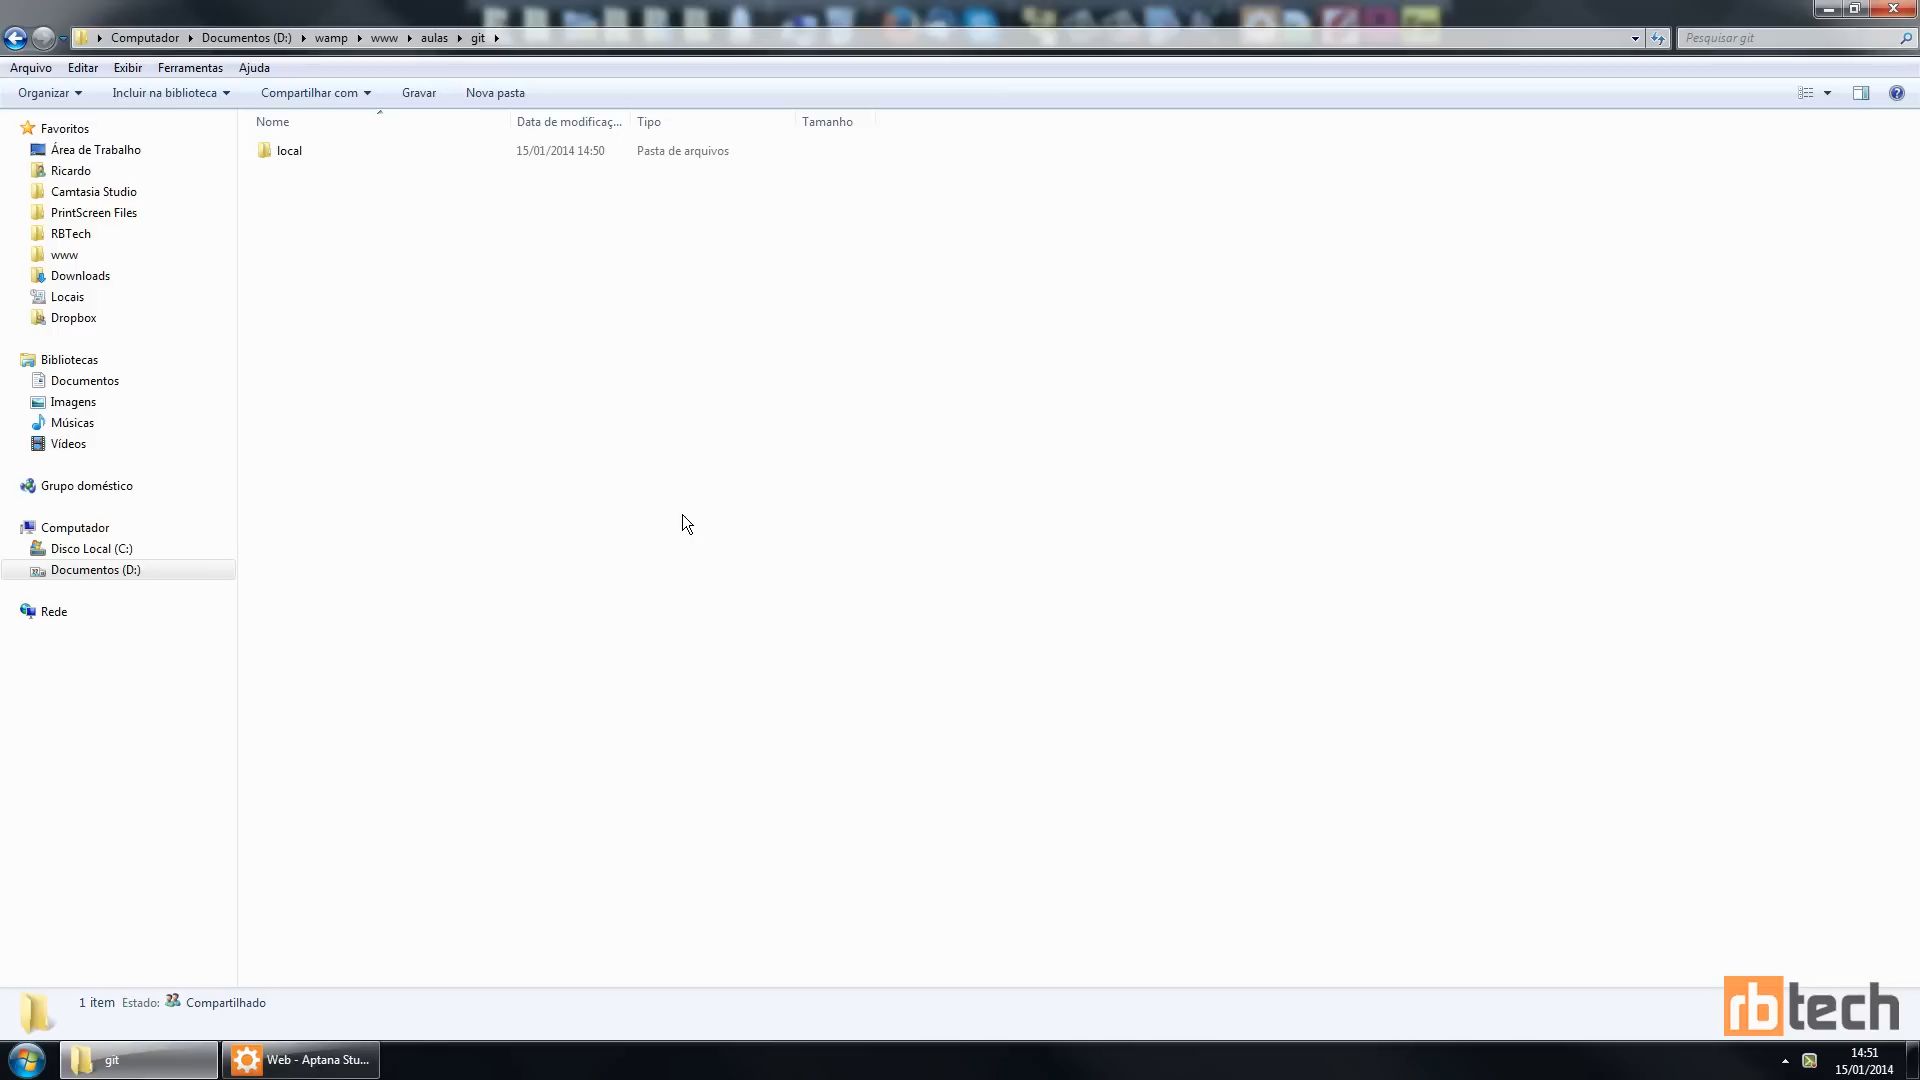 Computador Documentos (D:) wamp www aulas git
Pesquisar git
Arquivo Editar Exibir Ferramentas Ajuda
Organizar Incluir na biblioteca Compartilhar com Gravar Nova pasta
Nome Data de modificaç... Tipo Tamanho
local 15/01/2014 14:50 Pasta de arquivos
Favoritos
Área de Trabalho
Ricardo
Camtasia Studio
PrintScreen Files
RBTech
www
Downloads
Locais
Dropbox
Bibliotecas
Documentos
Imagens
Músicas
Vídeos
Grupo doméstico
Computador
Disco Local (C:)
Documentos (D:)
Rede
1 item Estado: Compartilhado
rbtech
git
Web - Aptana Stu...
14:51
15/01/2014